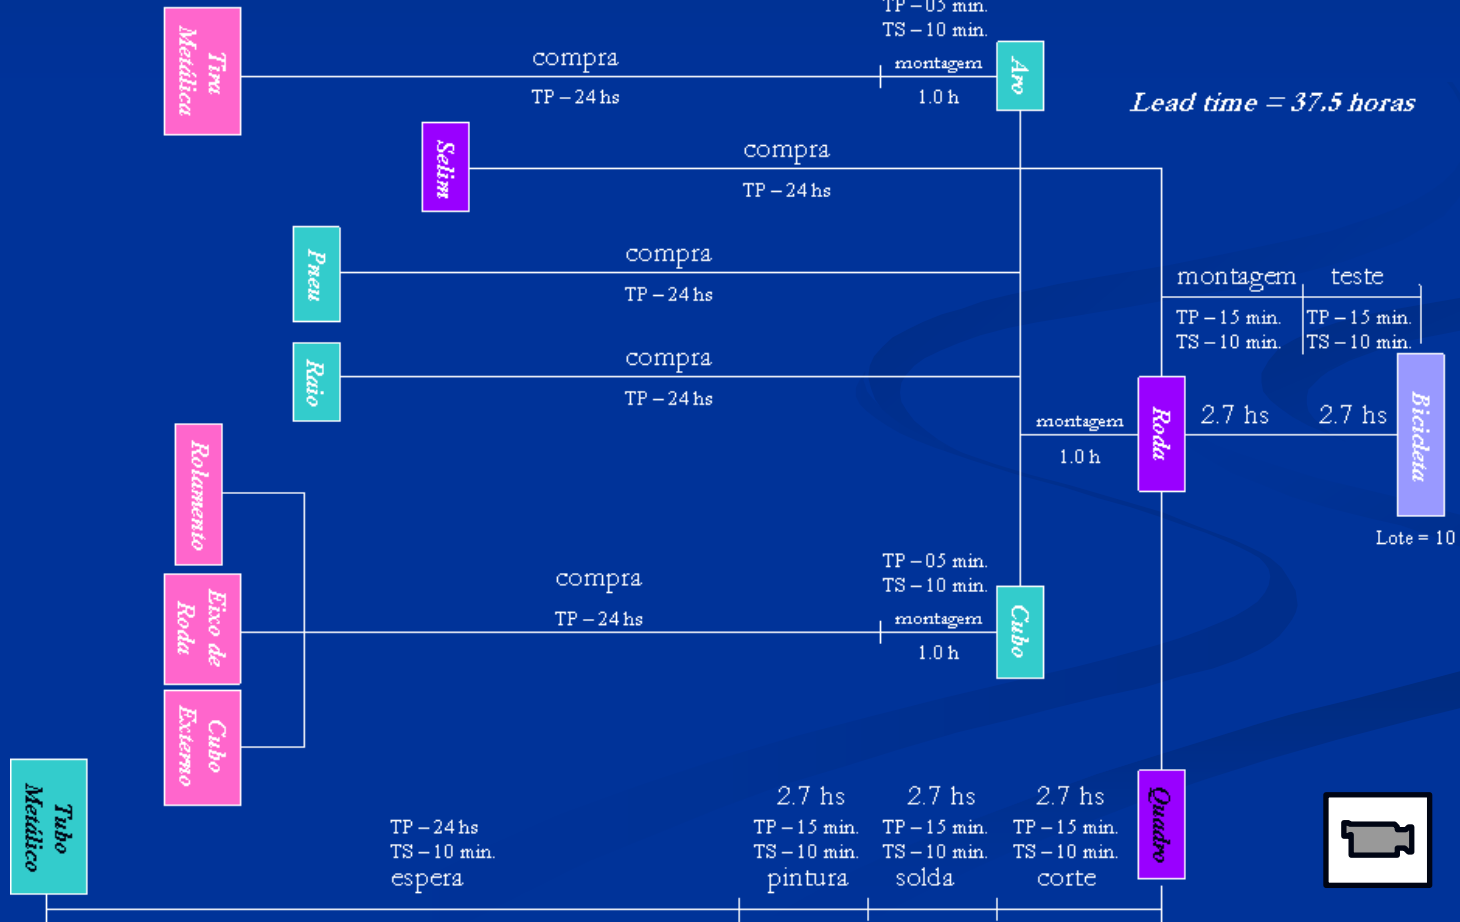 TP – 05 min.
TS – 10 min.
Tira
Metálica
compra
TP – 24 hs
montagem
1.0 h
Aro
Lead time = 37.5 horas
Selim
compra
TP – 24 hs
Pneu
compra
TP – 24 hs
Raio
compra
TP – 24 hs
montagem
teste
TP – 15 min.
TS – 10 min.
TP – 15 min.
TS – 10 min.
montagem
1.0 h
Roda
2.7 hs
2.7 hs
Bicicleta
Lote = 10
Rolamento
Eixo de
Roda
Cubo
Externo
compra
TP – 24 hs
TP – 05 min.
TS – 10 min.
montagem
1.0 h
Cubo
Tubo
Metálico
TP – 24 hs
TS – 10 min.
espera
2.7 hs
TP – 15 min.
TS – 10 min.
pintura
2.7 hs
TP – 15 min.
TS – 10 min.
solda
2.7 hs
TP – 15 min.
TS – 10 min.
corte
Quadro